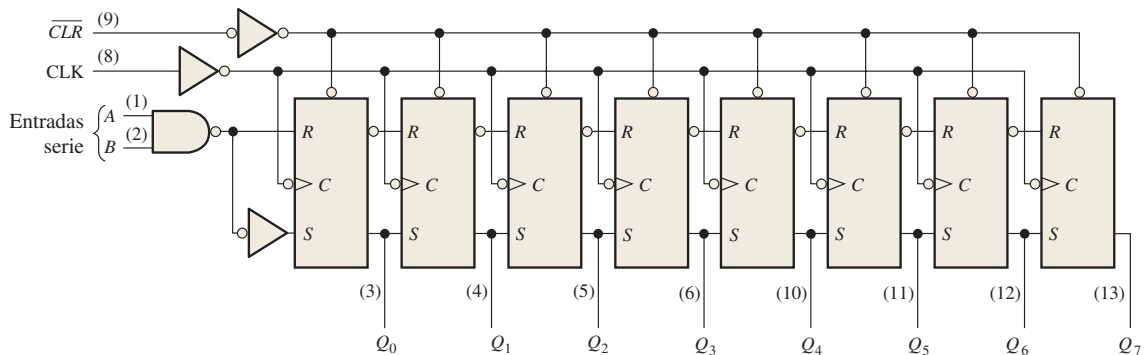 CLR (9)
CLK (8)
Entradas serie
A (1)
B (2)
R R R R R R R R
C C C C C C C C
S S S S S S S S
(3) (4) (5) (6) (10) (11) (12) (13)
Q0 Q1 Q2 Q3 Q4 Q5 Q6 Q7